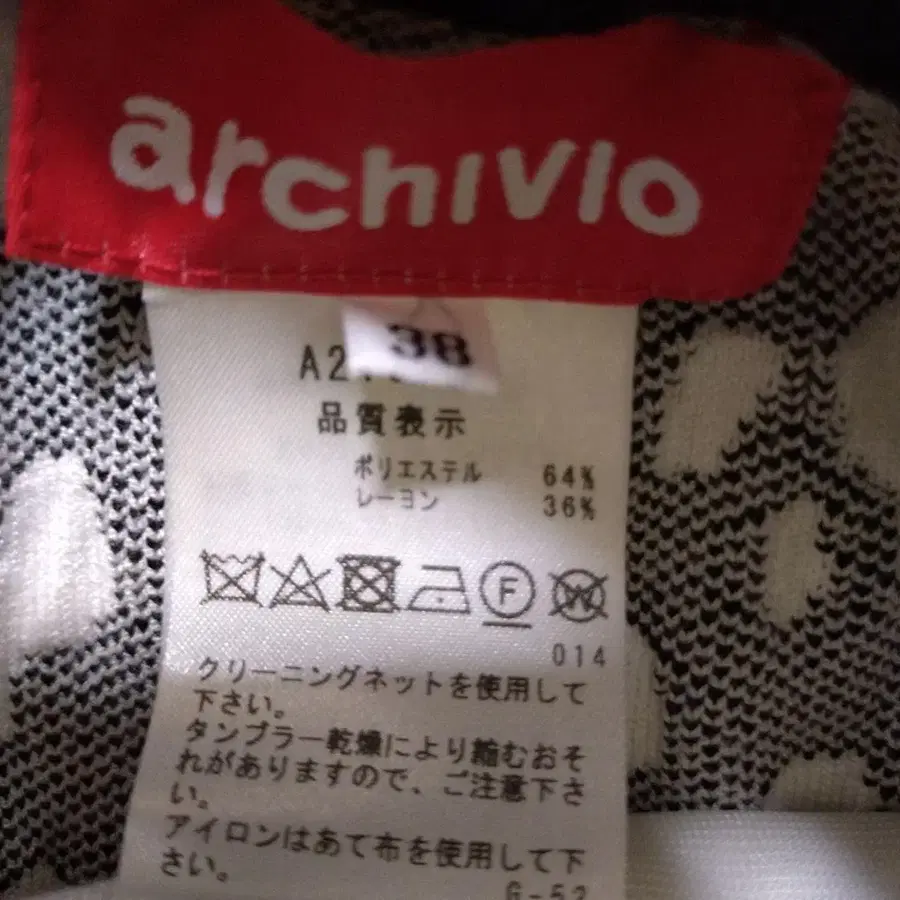 archivio
38
A2
品質表示
ポリエステル 64%
レーヨン 36%
F
W
014
クリーニングネットを使用して
下さい。
タンブラー乾燥により縮むおそ
れがありますので、ご注意下さ
い。
アイロンはあて布を使用して下
さい。
G-52